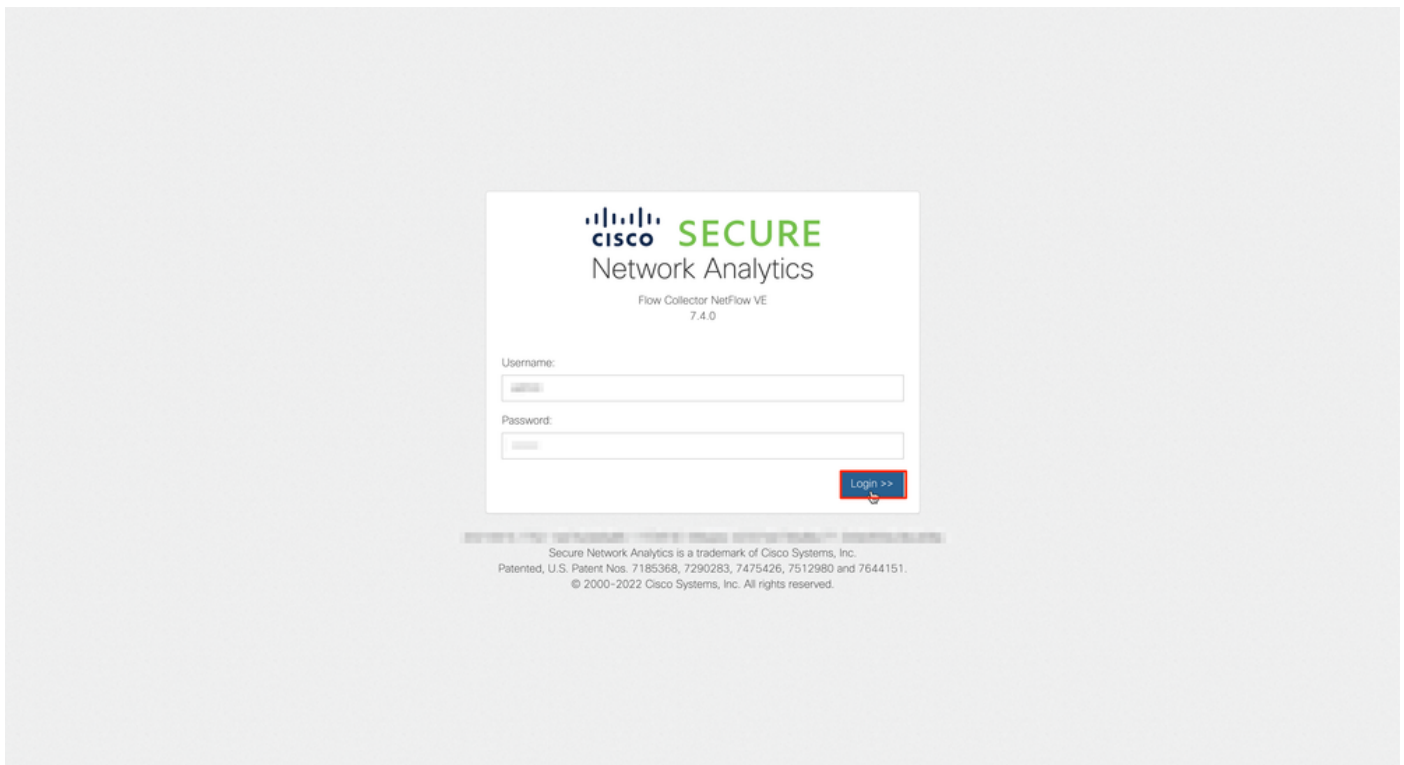 CISCO SECURE
Network Analytics
Flow Collector NetFlow VE
7.4.0
Username:
Password:
Login >>
Secure Network Analytics is a trademark of Cisco Systems, Inc.
Patented, U.S. Patent Nos. 7185368, 7290283, 7475426, 7512980 and 7644151.
© 2000-2022 Cisco Systems, Inc. All rights reserved.